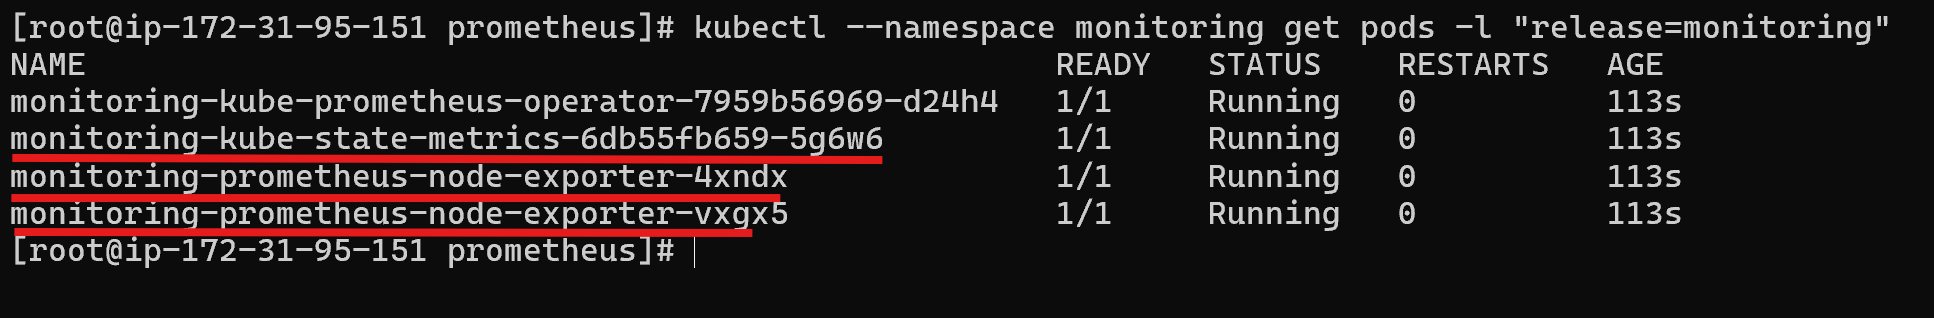 [root@ip-172-31-95-151 prometheus]# kubectl --namespace monitoring get pods -l "release=monitoring"
NAME READY STATUS RESTARTS AGE
monitoring-kube-prometheus-operator-7959b56969-d24h4 1/1 Running 0 113s
monitoring-kube-state-metrics-6db55fb659-5g6w6 1/1 Running 0 113s
monitoring-prometheus-node-exporter-4xndx 1/1 Running 0 113s
monitoring-prometheus-node-exporter-vxgx5 1/1 Running 0 113s
[root@ip-172-31-95-151 prometheus]#